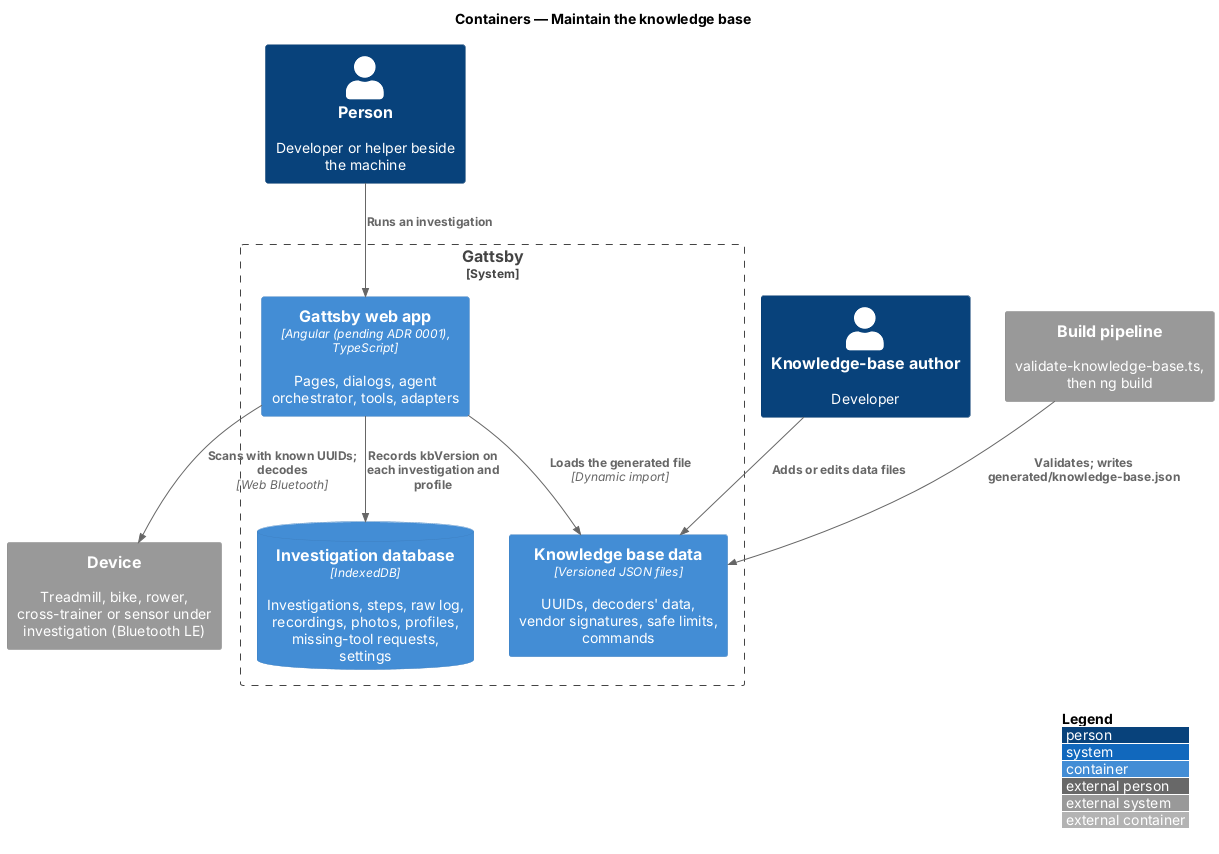 Containers — Maintain the knowledge base
Person
Developer or helper beside
the machine
Runs an investigation
Gattsby
[System]
Gattsby web app
[Angular (pending ADR 0001),
TypeScript]
Pages, dialogs, agent
orchestrator, tools, adapters
Knowledge-base author
Developer
Build pipeline
validate-knowledge-base.ts,
then ng build
Scans with known UUIDs;
decodes
[Web Bluetooth]
Records kbVersion on
each investigation and
profile
Loads the generated file
[Dynamic import]
Adds or edits data files
Validates; writes
generated/knowledge-base.json
Device
Treadmill, bike, rower,
cross-trainer or sensor under
investigation (Bluetooth LE)
Investigation database
[IndexedDB]
Investigations, steps, raw log,
recordings, photos, profiles,
missing-tool requests,
settings
Knowledge base data
[Versioned JSON files]
UUIDs, decoders' data,
vendor signatures, safe limits,
commands
Legend
person
system
container
external person
external system
external container